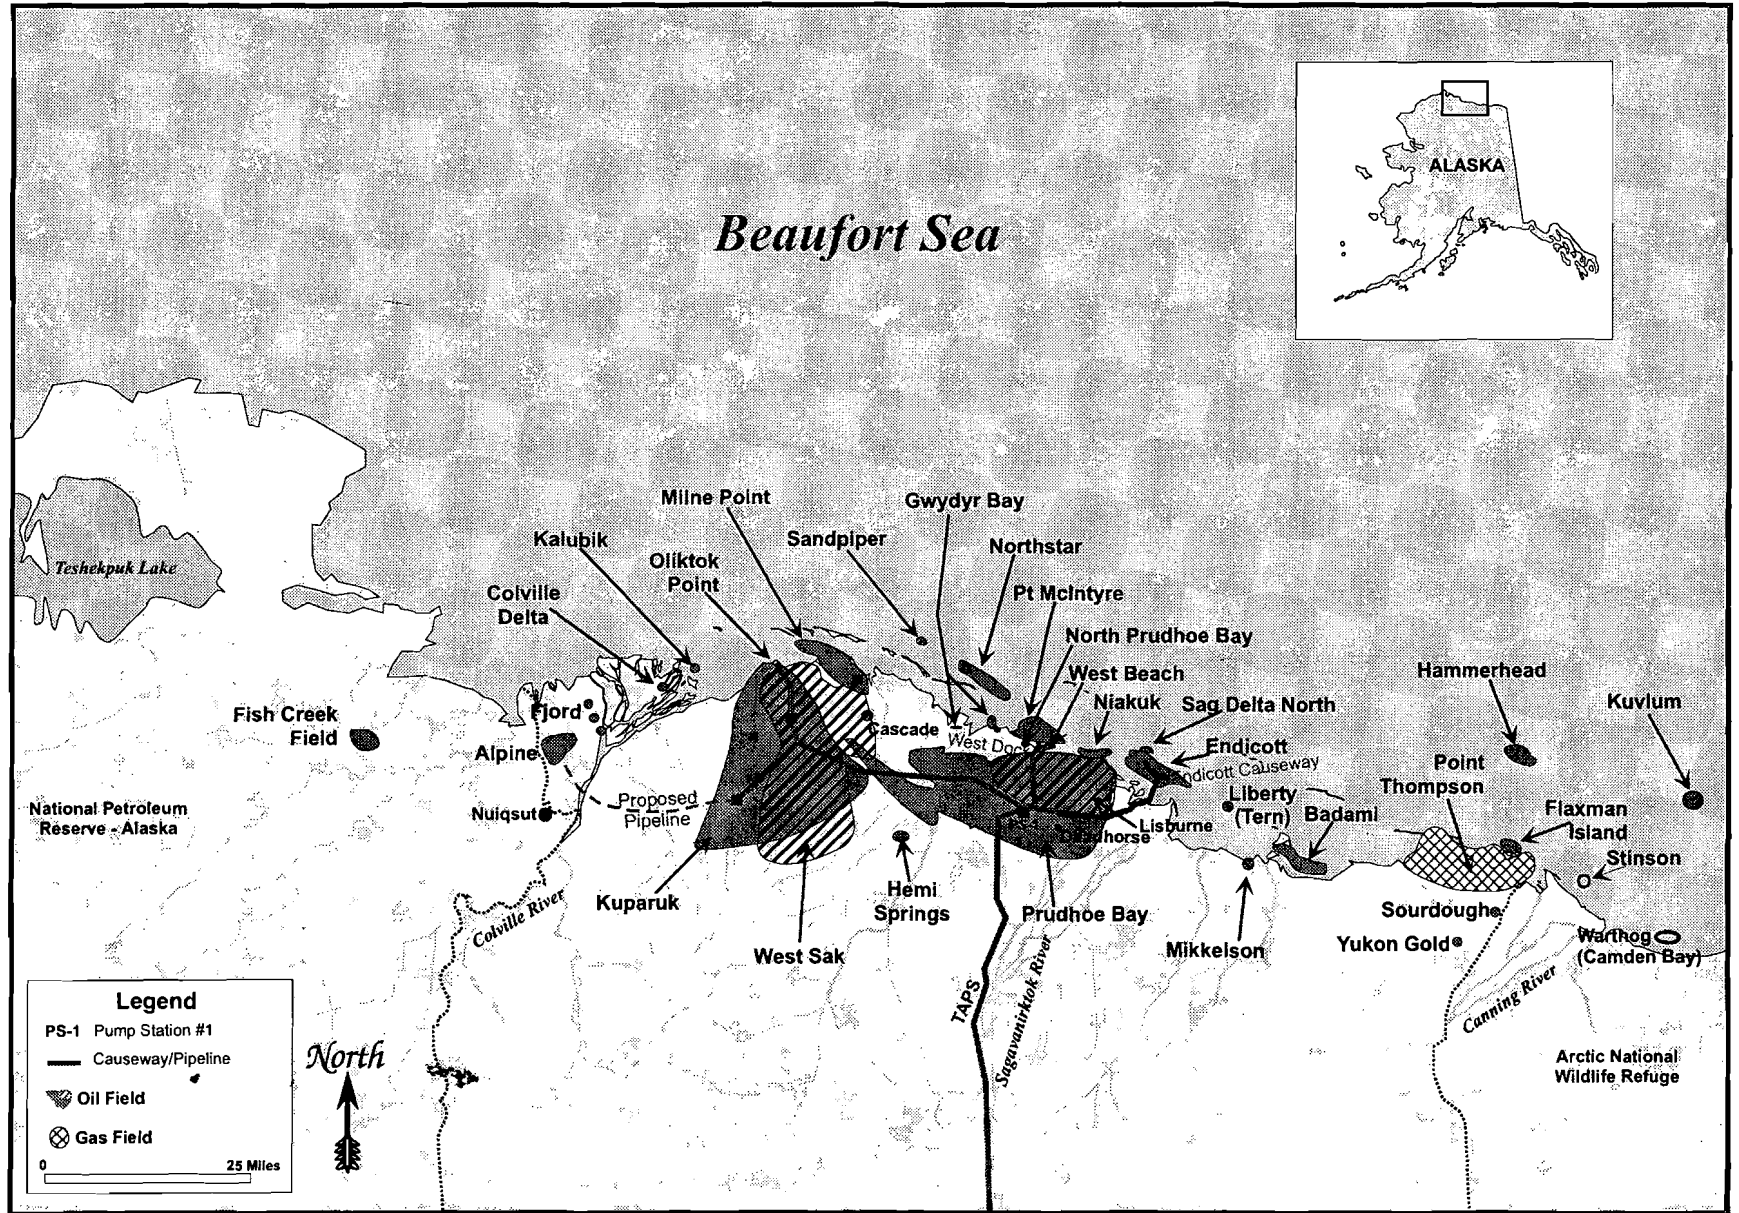 ALASKA
Beaufort Sea
Milne Point
Gwydyr Bay
Kalubik
Sandpiper
Northstar
Oliktok
Point
Teshekpuk Lake
Colville
Delta
Pt McIntyre
North Prudhoe Bay
West Beach
Hammerhead
Niakuk
Sag Delta North
Kuvlum
Fish Creek
Field
Fjord
Cascade
West Doc
Alpine
Endicott
Endicott Causeway
Point
Thompson
National Petroleum
Reserve - Alaska
Nuiqsut
Proposed
Pipeline
Liberty
(Tern)
Badami
Flaxman
Island
Lisburne
Deadhorse
Stinson
Kuparuk
Hemi
Springs
Prudhoe Bay
Sourdough
Colville River
West Sak
Mikkelson
Yukon Gold
Warthog
(Camden Bay)
TAPS
Sagavanirktok River
Canning River
Legend
PS-1 Pump Station #1
Causeway/Pipeline
Oil Field
Gas Field
0 25 Miles
North
Arctic National
Wildlife Refuge